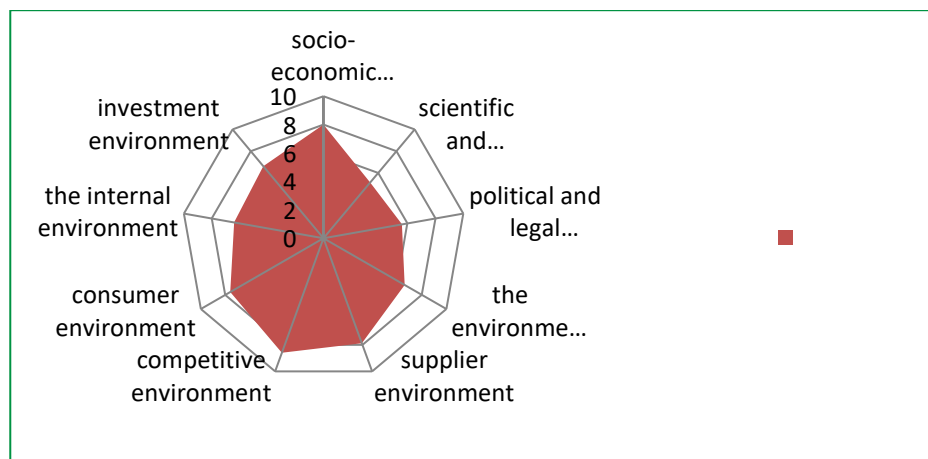 socio-
economic...
scientific
and...
political and
legal...
the
environme...
supplier
environment
competitive
environment
consumer
environment
the internal
environment
investment
environment
10
8
6
4
2
0